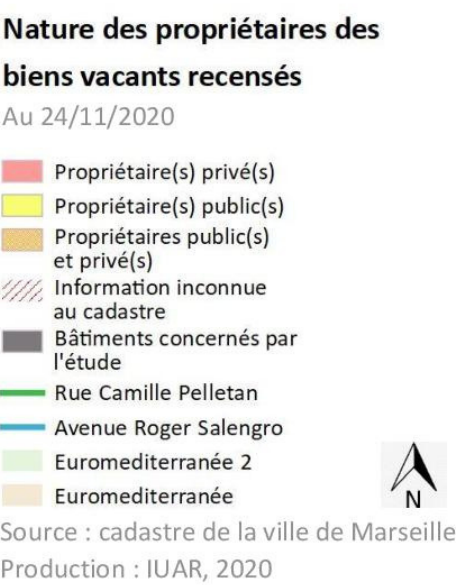 Nature des propriétaires des
biens vacants recensés
Au 24/11/2020
Propriétaire(s) privé(s)
Propriétaire(s) public(s)
Propriétaires public(s)
et privé(s)
Information inconnue
au cadastre
Bâtiments concernés par
l'étude
Rue Camille Pelletan
Avenue Roger Salengro
Euromediterranée 2
Euromediterranée
N
Source : cadastre de la ville de Marseille
Production : IUAR, 2020